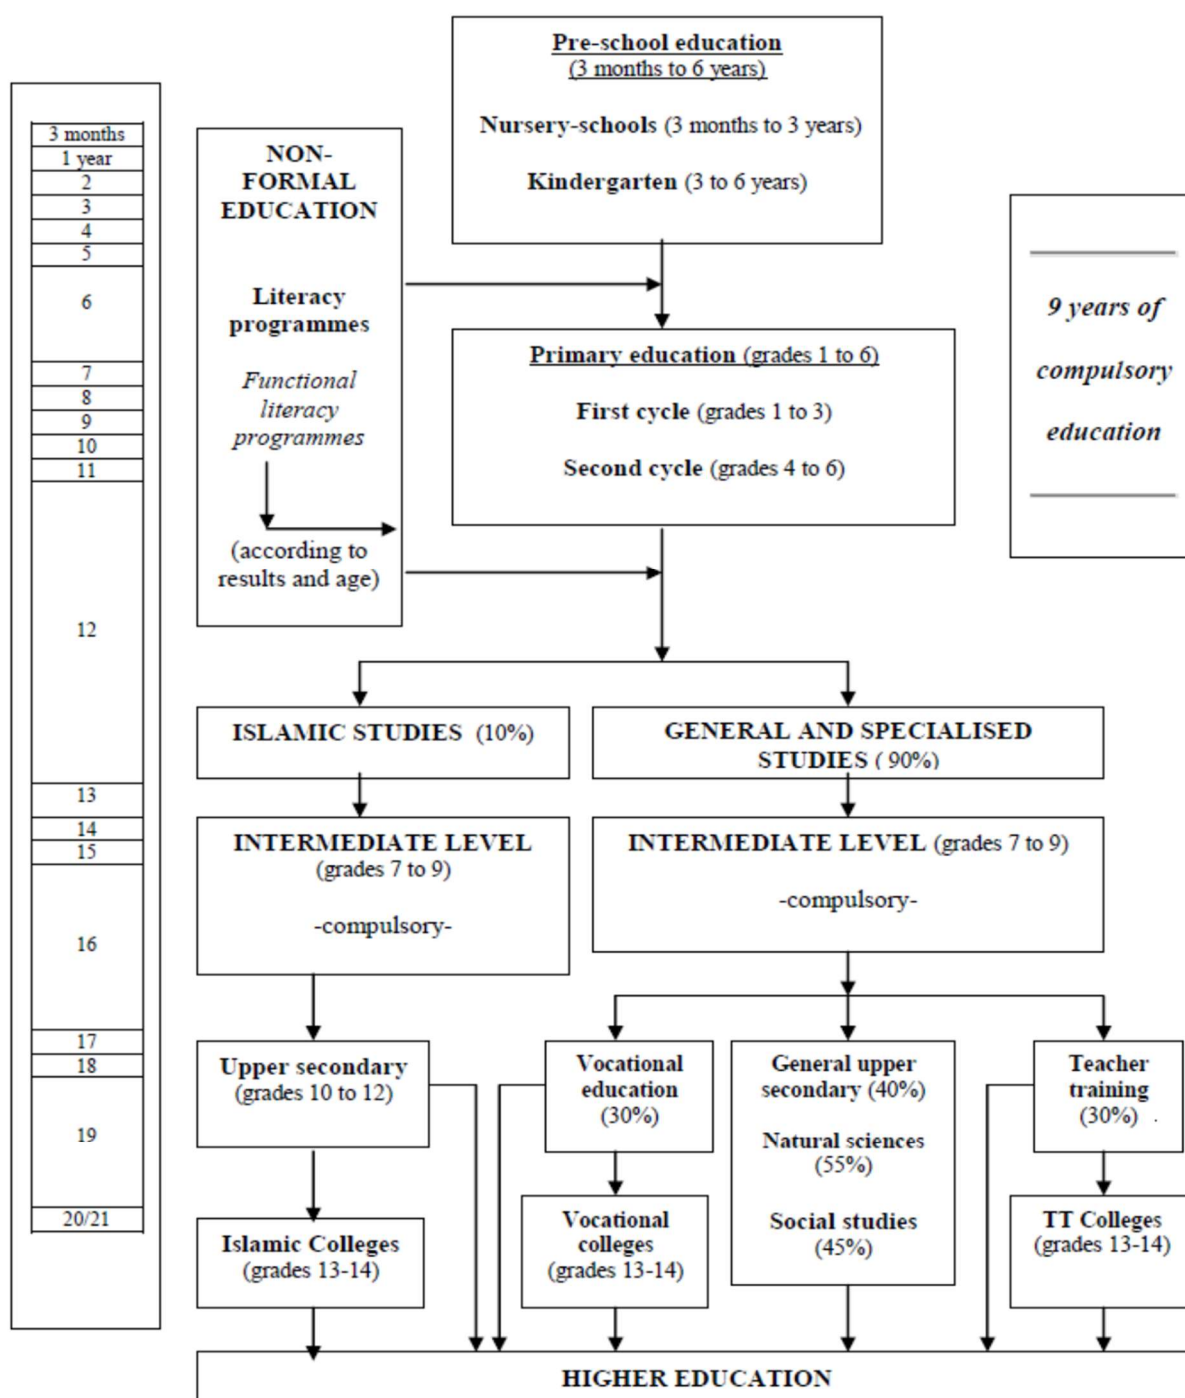 Pre-school education
(3 months to 6 years)
Nursery-schools (3 months to 3 years)
Kindergarten (3 to 6 years)
3 months
1 year
2
3
4
5
6
7
8
9
10
11
12
13
14
15
16
17
18
19
20/21
NON-
FORMAL
EDUCATION
Literacy
programmes
Functional
literacy
programmes
(according to
results and age)
9 years of
compulsory
education
Primary education (grades 1 to 6)
First cycle (grades 1 to 3)
Second cycle (grades 4 to 6)
ISLAMIC STUDIES (10%)
GENERAL AND SPECIALISED
STUDIES ( 90%)
INTERMEDIATE LEVEL
(grades 7 to 9)
-compulsory-
INTERMEDIATE LEVEL (grades 7 to 9)
-compulsory-
Upper secondary
(grades 10 to 12)
Vocational
education
(30%)
General upper
secondary (40%)
Natural sciences
(55%)
Social studies
(45%)
Teacher
training
(30%) .
Islamic Colleges
(grades 13-14)
Vocational
colleges
(grades 13-14)
TT Colleges
(grades 13-14)
HIGHER EDUCATION